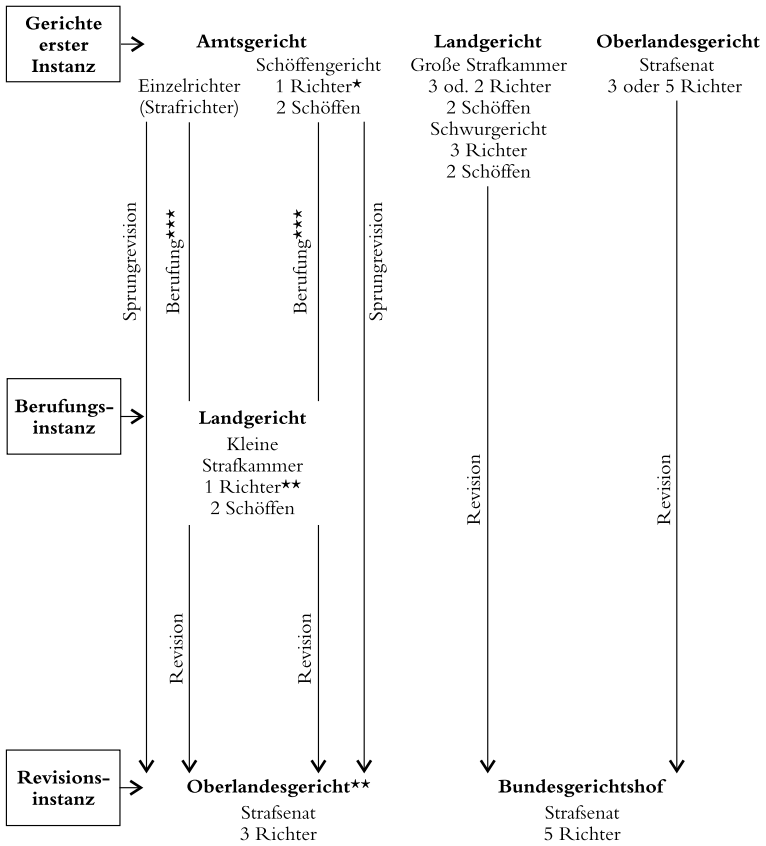 Gerichte
erster
Instanz
Amtsgericht
Einzelrichter
(Strafrichter)
Schöffengericht
1 Richter★
2 Schöffen
Landgericht
Große Strafkammer
3 od. 2 Richter
2 Schöffen
Schwurgericht
3 Richter
2 Schöffen
Oberlandesgericht
Strafsenat
3 oder 5 Richter
Sprungrevision
Berufung★★★
Berufung★★★
Sprungrevision
Berufungs-
instanz
Landgericht
Kleine
Strafkammer
1 Richter★★
2 Schöffen
Revision
Revision
Revision
Revision
Revisions-
instanz
Oberlandesgericht★★
Strafsenat
3 Richter
Bundesgerichtshof
Strafsenat
5 Richter